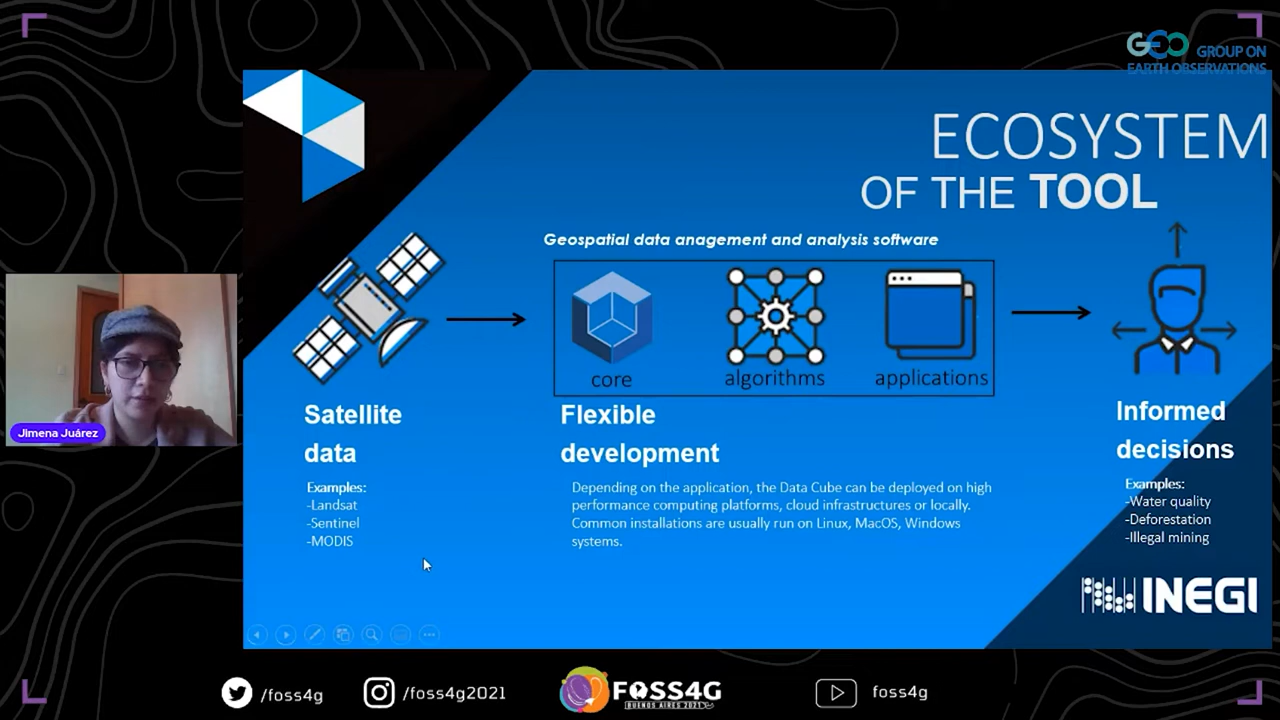 GEO GROUP ON
EARTH OBSERVATIONS
ECOSYSTEM
OF THE TOOL
Geospatial data anagement and analysis software
core
algorithms
applications
Satellite
data
Examples:
-Landsat
-Sentinel
-MODIS
Flexible
development
Depending on the application, the Data Cube can be deployed on high
performance computing platforms, cloud infrastructures or locally.
Common installations are usually run on Linux, MacOS, Windows
systems.
Informed
decisions
Examples:
-Water quality
-Deforestation
-Illegal mining
INEGI
Jimena Juárez
/foss4g
/foss4g2021
FOSS4G
BUENOS AIRES 2021
foss4g